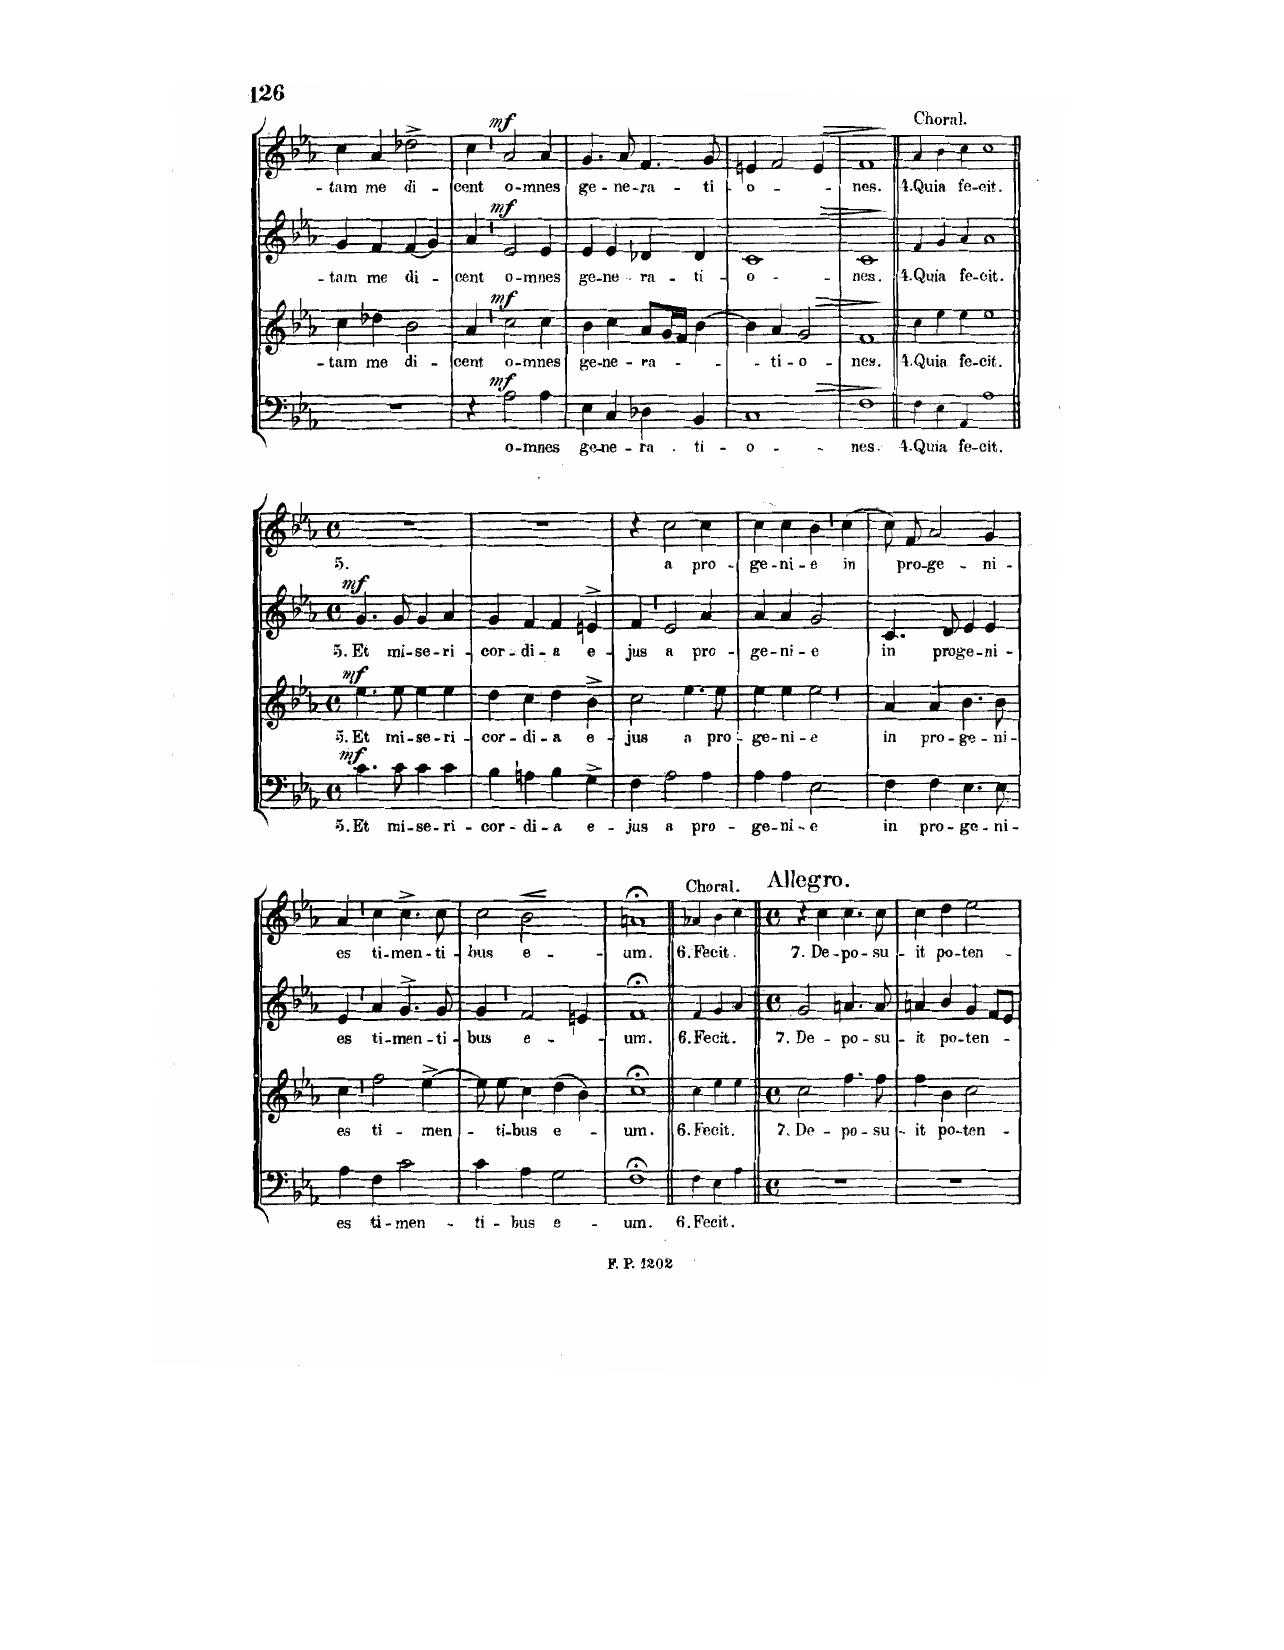 126
Choral.
mf
-tam me di - cent o-mnes ge - ne-ra - ti - o - - nes. 4.Quia fe-cit.
mf
-tam me di - cent o-mnes ge-ne - ra - ti - o - - nes. 4.Quia fe-cit.
mf
-tam me di - cent o-mnes ge-ne - ra - - - ti-o - nes. 4.Quia fe-cit.
mf
o-mnes ge-ne - ra - ti - o - - nes. 4.Quia fe-cit.
5. a pro - ge-ni-e in pro-ge - ni -
mf
5. Et mi-se-ri - cor-di-a e - jus a pro - ge-ni-e in proge-ni -
mf
5. Et mi-se-ri - cor-di-a e - jus a pro - ge-ni-e in pro-ge-ni-
mf
5. Et mi-se-ri - cor-di-a e - jus a pro - ge-ni-e in pro-ge-ni-
Choral. Allegro.
es ti-men-ti - bus e - - um. 6.Fecit. 7. De-po-su - it po-ten -
es ti-men-ti - bus e - - um. 6.Fecit. 7. De - po-su - it po-ten -
es ti - men - ti-bus e - um. 6.Fecit. 7. De - po-su - it po-ten -
es ti-men - ti - bus e - um. 6.Fecit.
F. P. 1202